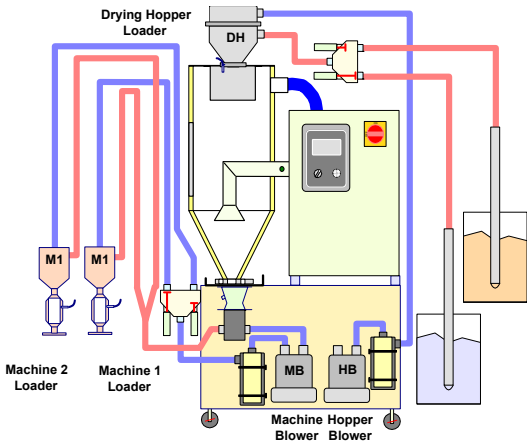 Drying Hopper
Loader
DH
M1
M1
Machine 2
Loader
Machine 1
Loader
MB
HB
Machine
Blower
Hopper
Blower